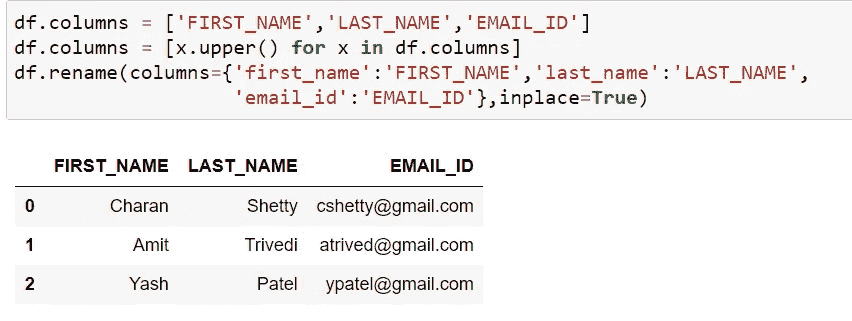 df.columns = ['FIRST_NAME','LAST_NAME','EMAIL_ID']
df.columns = [x.upper() for x in df.columns]
df.rename(columns={'first_name':'FIRST_NAME','last_name':'LAST_NAME',
'email_id':'EMAIL_ID'},inplace=True)
FIRST_NAME LAST_NAME EMAIL_ID
0 Charan Shetty cshetty@gmail.com
1 Amit Trivedi atrived@gmail.com
2 Yash Patel ypatel@gmail.com